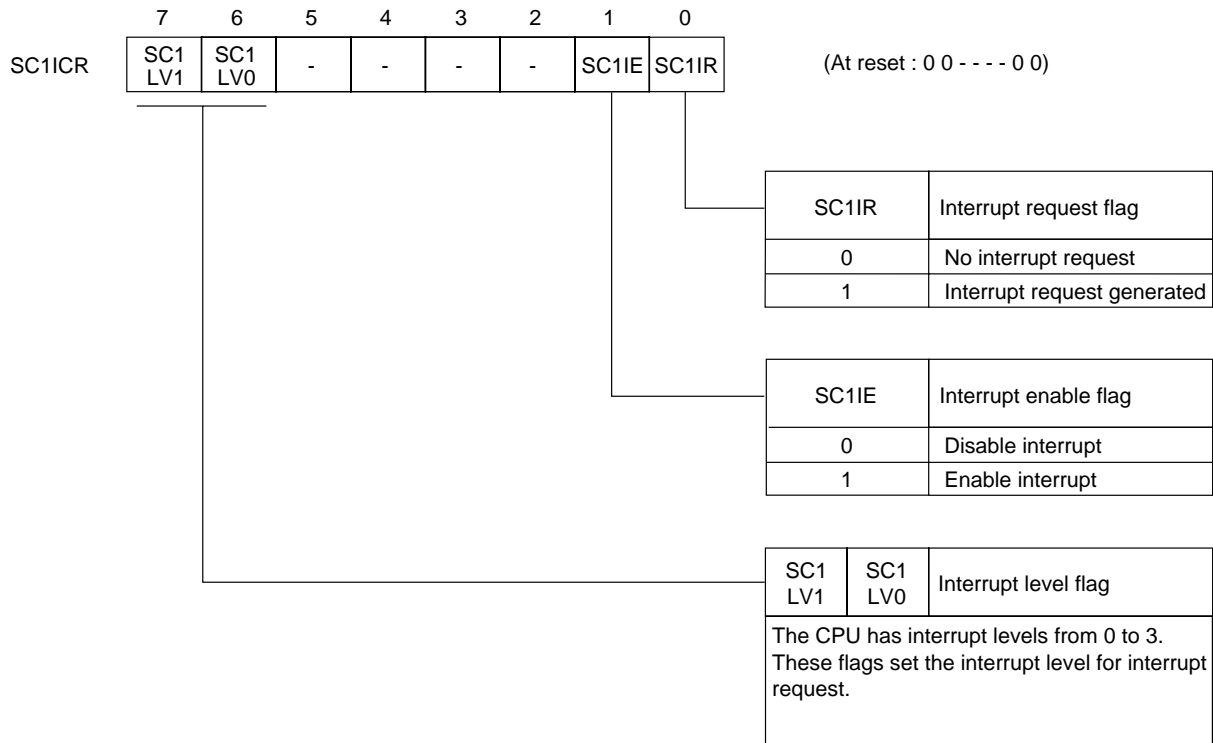 7 6 5 4 3 2 1 0
SC1ICR SC1 LV1 SC1 LV0 - - - - SC1IE SC1IR (At reset : 0 0 - - - - 0 0)
SC1IR Interrupt request flag
0 No interrupt request
1 Interrupt request generated
SC1IE Interrupt enable flag
0 Disable interrupt
1 Enable interrupt
SC1 LV1 SC1 LV0 Interrupt level flag
The CPU has interrupt levels from 0 to 3.
These flags set the interrupt level for interrupt
request.